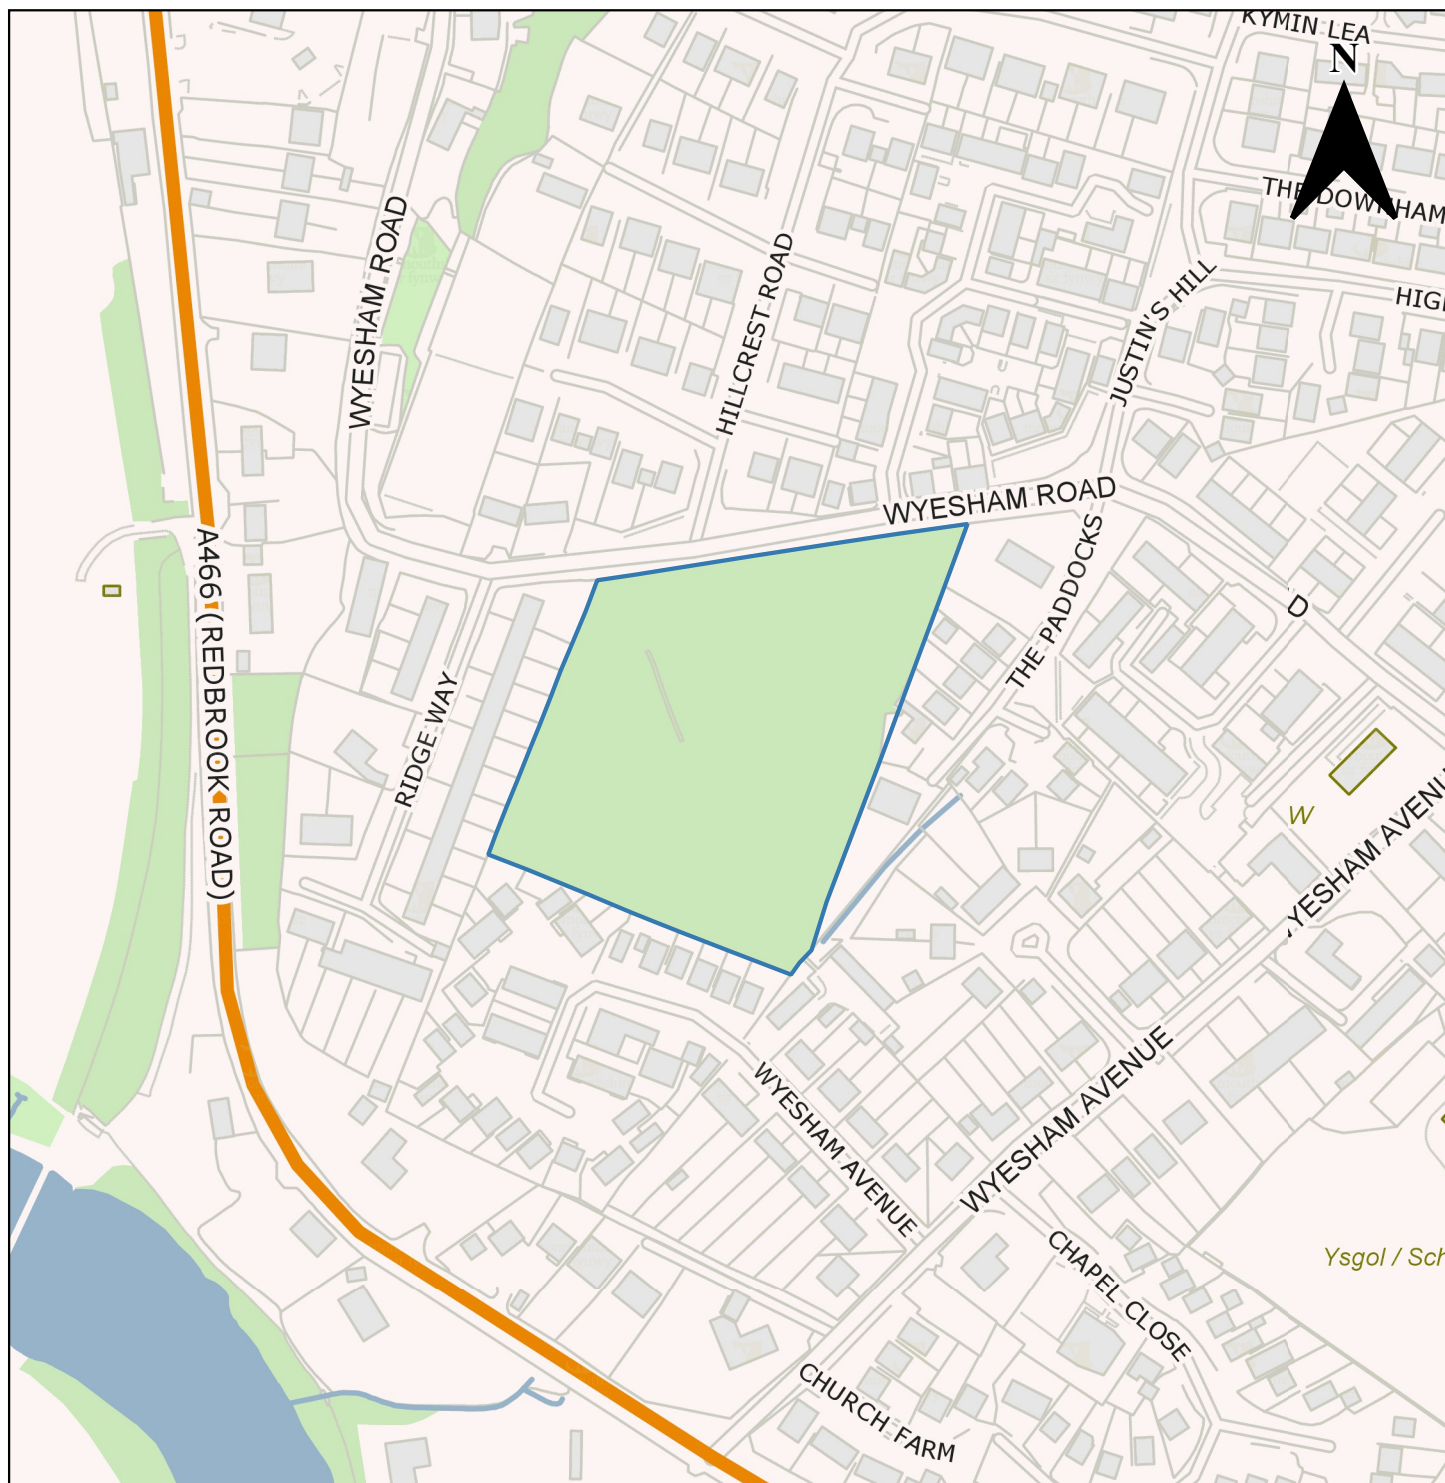 KYMIN LEA
N
THE DOWNHAM
WYESHAM ROAD
HILLCREST ROAD
JUSTIN'S HILL
HIGH
WYESHAM ROAD
A466 (REDBROOK ROAD)
THE PADDOCKS
D
RIDGE WAY
W
WYESHAM AVENU
WYESHAM AVENUE
WYESHAM AVENUE
Ysgol / Sch
CHAPEL CLOSE
CHURCH FARM